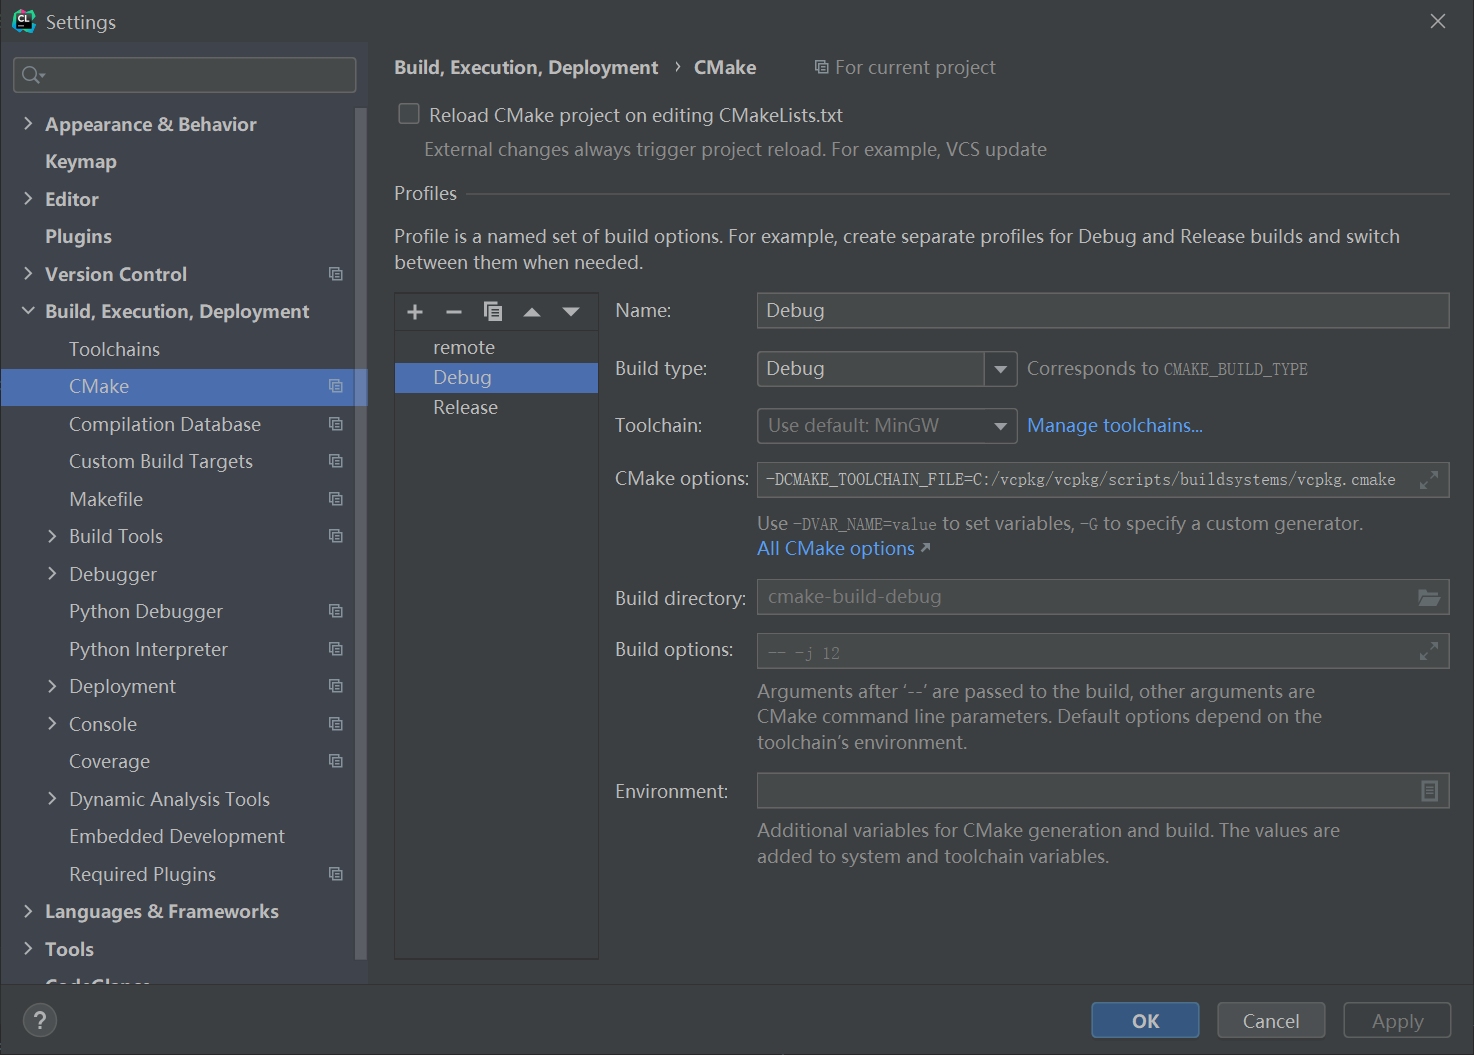 CL
Settings
Build, Execution, Deployment › CMake For current project
Appearance & Behavior
Keymap
Editor
Plugins
Version Control
Build, Execution, Deployment
Toolchains
CMake
Compilation Database
Custom Build Targets
Makefile
Build Tools
Debugger
Python Debugger
Python Interpreter
Deployment
Console
Coverage
Dynamic Analysis Tools
Embedded Development
Required Plugins
Languages & Frameworks
Tools
CodeGlance
Reload CMake project on editing CMakeLists.txt
External changes always trigger project reload. For example, VCS update
Profiles
Profile is a named set of build options. For example, create separate profiles for Debug and Release builds and switch
between them when needed.
remote
Debug
Release
Name: Debug
Build type: Debug Corresponds to CMAKE_BUILD_TYPE
Toolchain: Use default: MinGW Manage toolchains...
CMake options: -DCMAKE_TOOLCHAIN_FILE=C:/vcpkg/vcpkg/scripts/buildsystems/vcpkg.cmake
Use -DVAR_NAME=value to set variables, -G to specify a custom generator.
All CMake options ↗
Build directory: cmake-build-debug
Build options: -- -j 12
Arguments after ‘--’ are passed to the build, other arguments are
CMake command line parameters. Default options depend on the
toolchain’s environment.
Environment:
Additional variables for CMake generation and build. The values are
added to system and toolchain variables.
?
OK
Cancel
Apply